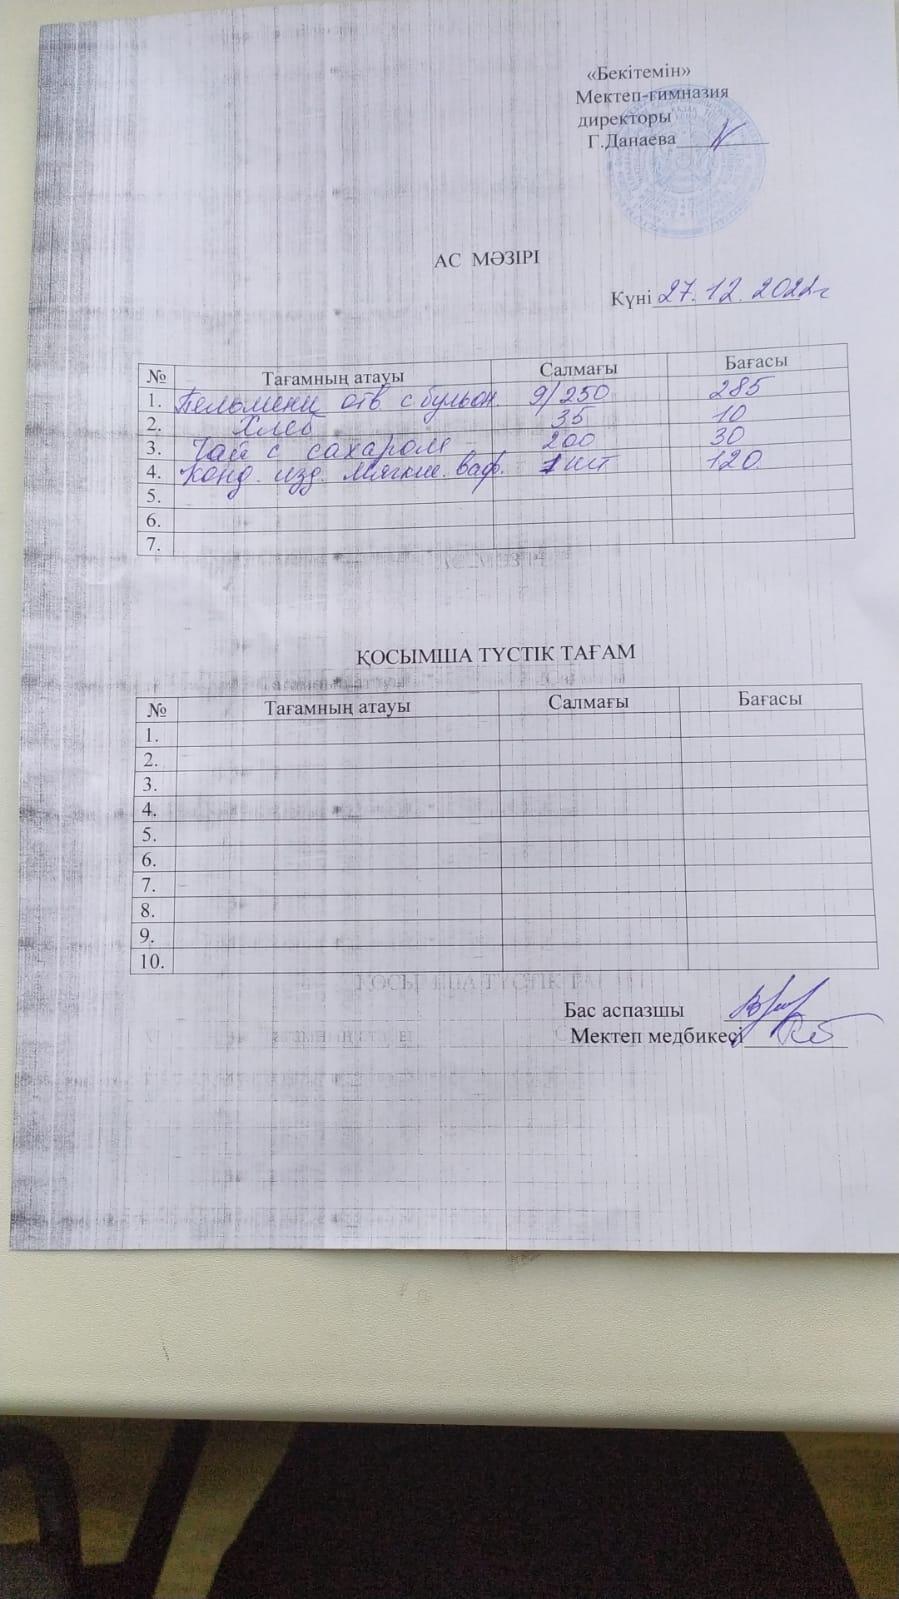 «Бекітемін»
Мектеп-гимназия
директоры
Г.Данаева
АС МӘЗІРІ
Күні 27.12.2022г
№ Тағамның атауы Салмағы Бағасы
1. Пельмени отв с бульон. 9/250 285
2. Хлеб 35 10
3. Чай с сахаром 200 30
4. Конд. изд. мягкие. ваф. 1 шт 120
5.
6.
7.
ҚОСЫМША ТҮСТІК ТАҒАМ
№ Тағамның атауы Салмағы Бағасы
1.
2.
3.
4.
5.
6.
7.
8.
9.
10.
Бас аспазшы
Мектеп медбикесі